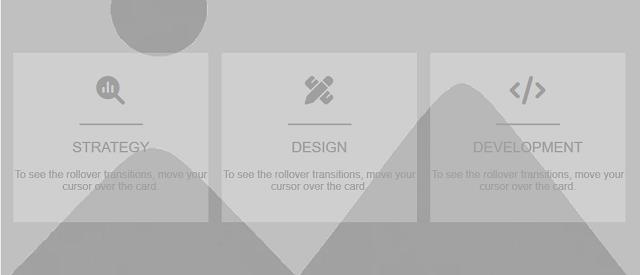 STRATEGY
To see the rollover transitions, move your
cursor over the card.
DESIGN
To see the rollover transitions, move your
cursor over the card.
DEVELOPMENT
To see the rollover transitions, move your
cursor over the card.